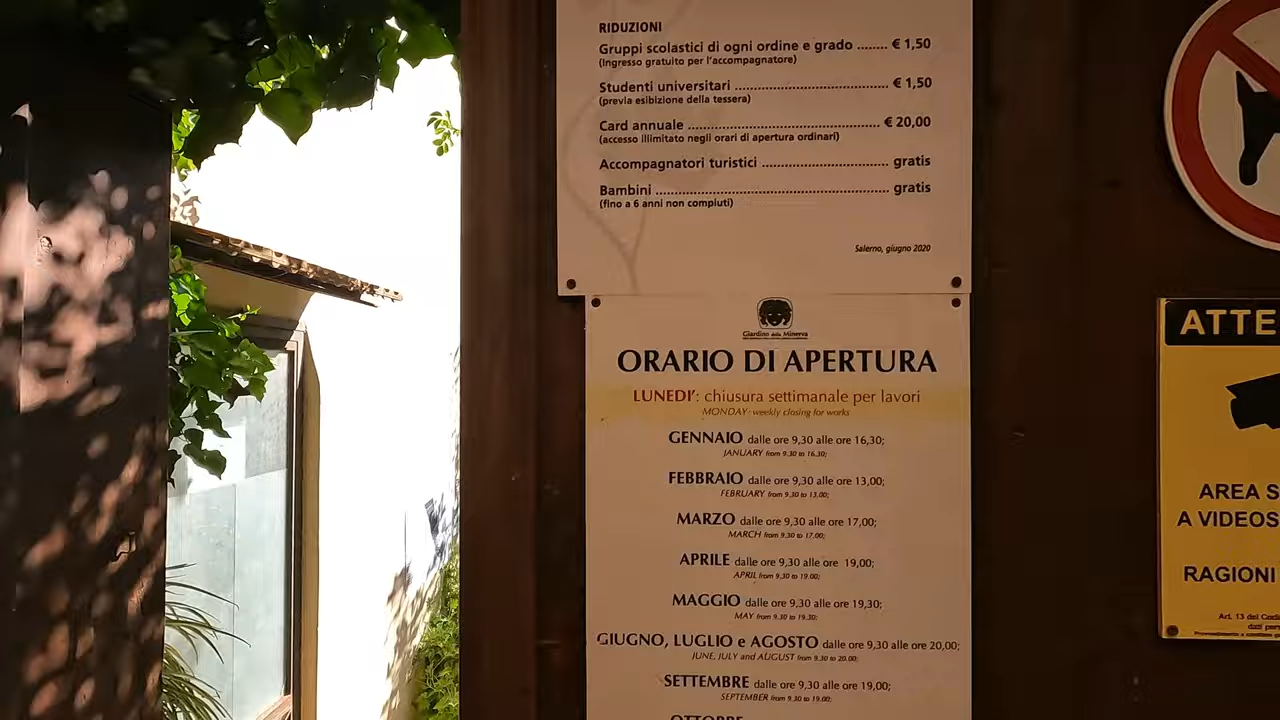 RIDUZIONI
Gruppi scolastici di ogni ordine e grado ........ € 1,50
(Ingresso gratuito per l'accompagnatore)
Studenti universitari ................................................ € 1,50
(previa esibizione della tessera)
Card annuale ............................................................ € 20,00
(accesso illimitato negli orari di apertura ordinari)
Accompagnatori turistici ....................................... gratis
Bambini ......................................................................... gratis
(fino a 6 anni non compiuti)
Salerno, giugno 2020
Giardino della Minerva
ORARIO DI APERTURA
LUNEDI': chiusura settimanale per lavori
MONDAY: weekly closing for works
GENNAIO dalle ore 9,30 alle ore 16,30;
JANUARY from 9.30 to 16.30;
FEBBRAIO dalle ore 9,30 alle ore 13,00;
FEBRUARY from 9.30 to 13.00;
MARZO dalle ore 9,30 alle ore 17,00;
MARCH from 9.30 to 17.00;
APRILE dalle ore 9,30 alle ore 19,00;
APRIL from 9.30 to 19.00;
MAGGIO dalle ore 9,30 alle ore 19,30;
MAY from 9.30 to 19.30;
GIUGNO, LUGLIO e AGOSTO dalle ore 9,30 alle ore 20,00;
JUNE, JULY and AUGUST from 9.30 to 20.00;
SETTEMBRE dalle ore 9,30 alle ore 19,00;
SEPTEMBER from 9.30 to 19.00;
OTTOBRE
ATTE
AREA S
A VIDEOS
RAGIONI
Art. 13 del Codi
dati pers